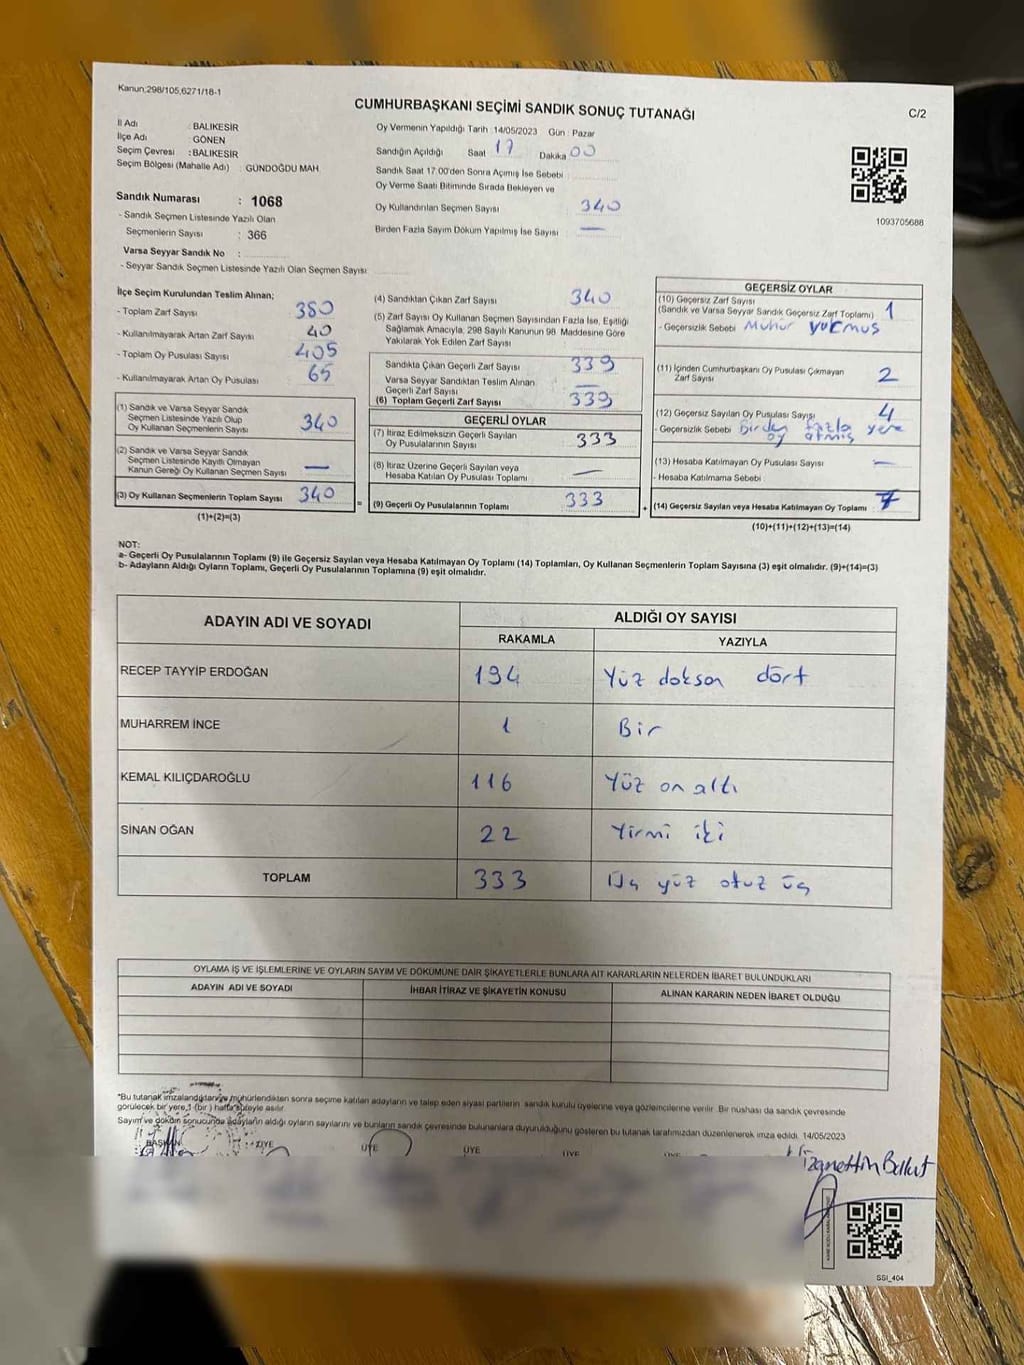 Kanun;298/105,6271/18-1
CUMHURBAŞKANI SEÇİMİ SANDIK SONUÇ TUTANAĞI
C/2
İl Adı : BALIKESİR
İlçe Adı : GÖNEN
Seçim Çevresi : BALIKESİR
Seçim Bölgesi (Mahalle Adı) : GÜNDOĞDU MAH
Sandık Numarası : 1068
- Sandık Seçmen Listesinde Yazılı Olan
Seçmenlerin Sayısı : 366
Varsa Seyyar Sandık No :
- Seyyar Sandık Seçmen Listesinde Yazılı Olan Seçmen Sayısı:
Oy Vermenin Yapıldığı Tarih :14/05/2023 Gün : Pazar
Sandığın Açıldığı Saat 17 Dakika 00
Sandık Saat 17.00'den Sonra Açımış İse Sebebi :
Oy Verme Saati Bitiminde Sırada Bekleyen ve
Oy Kullandırılan Seçmen Sayısı : 340
Birden Fazla Sayım Döküm Yapılmış İse Sayısı : —
1093705688
İlçe Seçim Kurulundan Teslim Alınan;
- Toplam Zarf Sayısı : 380
- Kullanılmayarak Artan Zarf Sayısı : 40
- Toplam Oy Pusulası Sayısı : 405
- Kullanılmayarak Artan Oy Pusulası : 65
(1) Sandık ve Varsa Seyyar Sandık
Seçmen Listesinde Yazılı Olup
Oy Kullanan Seçmenlerin Sayısı : 340
(2) Sandık ve Varsa Seyyar Sandık
Seçmen Listesinde Kayıtlı Olmayan
Kanun Gereği Oy Kullanan Seçmen Sayısı : —
(3) Oy Kullanan Seçmenlerin Toplam Sayısı : 340
(1)+(2)=(3)
(4) Sandıktan Çıkan Zarf Sayısı : 340
(5) Zarf Sayısı Oy Kullanan Seçmen Sayısından Fazla İse, Eşitliği
Sağlamak Amacıyla, 298 Sayılı Kanunun 98. Maddesine Göre
Yakılarak Yok Edilen Zarf Sayısı :
Sandıkta Çıkan Geçerli Zarf Sayısı : 339
Varsa Seyyar Sandıktan Teslim Alınan
Geçerli Zarf Sayısı : —
(6) Toplam Geçerli Zarf Sayısı : 339
GEÇERLİ OYLAR
(7) İtiraz Edilmeksizin Geçerli Sayılan
Oy Pusulalarının Sayısı : 333
(8) İtiraz Üzerine Geçerli Sayılan veya
Hesaba Katılan Oy Pusulası Toplamı : —
(9) Geçerli Oy Pusulalarının Toplamı : 333
GEÇERSİZ OYLAR
(10) Geçersiz Zarf Sayısı
(Sandık ve Varsa Seyyar Sandık Geçersiz Zarf Toplamı) : 1
- Geçersizlik Sebebi Mühür yokmuş
(11) İçinden Cumhurbaşkanı Oy Pusulası Çıkmayan
Zarf Sayısı : 2
(12) Geçersiz Sayılan Oy Pusulası Sayısı : 4
- Geçersizlik Sebebi Birden fazla yere
oy atmış
(13) Hesaba Katılmayan Oy Pusulası Sayısı : —
- Hesaba Katılmama Sebebi :
(14) Geçersiz Sayılan veya Hesaba Katılmayan Oy Toplamı : 7
(10)+(11)+(12)+(13)=(14)
NOT:
a- Geçerli Oy Pusulalarının Toplamı (9) ile Geçersiz Sayılan veya Hesaba Katılmayan Oy Toplamı (14) Toplamları, Oy Kullanan Seçmenlerin Toplam Sayısına (3) eşit olmalıdır. (9)+(14)=(3)
b- Adayların Aldığı Oyların Toplamı, Geçerli Oy Pusulalarının Toplamına (9) eşit olmalıdır.
ADAYIN ADI VE SOYADI ALDIĞI OY SAYISI
RAKAMLA YAZIYLA
RECEP TAYYİP ERDOĞAN 194 Yüz doksan dört
MUHARREM İNCE 1 Bir
KEMAL KILIÇDAROĞLU 116 Yüz on altı
SİNAN OĞAN 22 Yirmi iki
TOPLAM 333 Üç yüz otuz üç
OYLAMA İŞ VE İŞLEMLERİNE VE OYLARIN SAYIM VE DÖKÜMÜNE DAİR ŞİKAYETLERLE BUNLARA AİT KARARLARIN NELERDEN İBARET BULUNDUKLARI
ADAYIN ADI VE SOYADI İHBAR İTİRAZ VE ŞİKAYETİN KONUSU ALINAN KARARIN NEDEN İBARET OLDUĞU
*Bu tutanak imzalandıktan ve mühürlendikten sonra seçime katılan adayların ve talep eden siyasi partilerin sandık kurulu üyelerine veya gözlemcilerine verilir. Bir nüshası da sandık çevresinde
görülecek bir yere 1 (bir) hafta süreyle asılır.
Sayım ve döküm sonucunda adayların aldığı oyların sayılarını ve bunların sandık çevresinde bulunanlara duyurulduğunu gösteren bu tutanak tarafımızdan düzenlenerek imza edildi. 14/05/2023
BAŞKAN ÜYE ÜYE ÜYE ÜYE
SSI_404